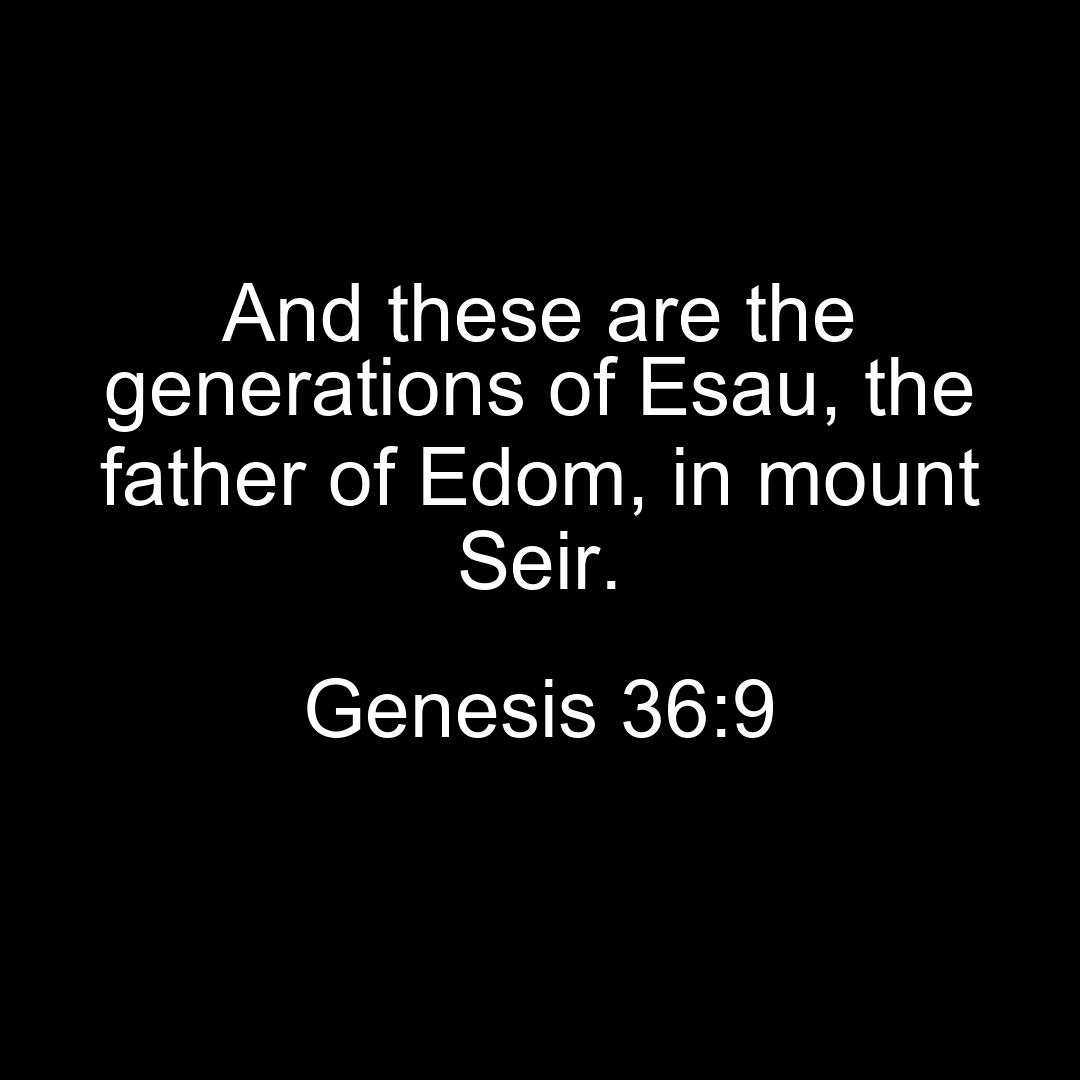 And these are the
generations of Esau, the
father of Edom, in mount
Seir.
Genesis 36:9